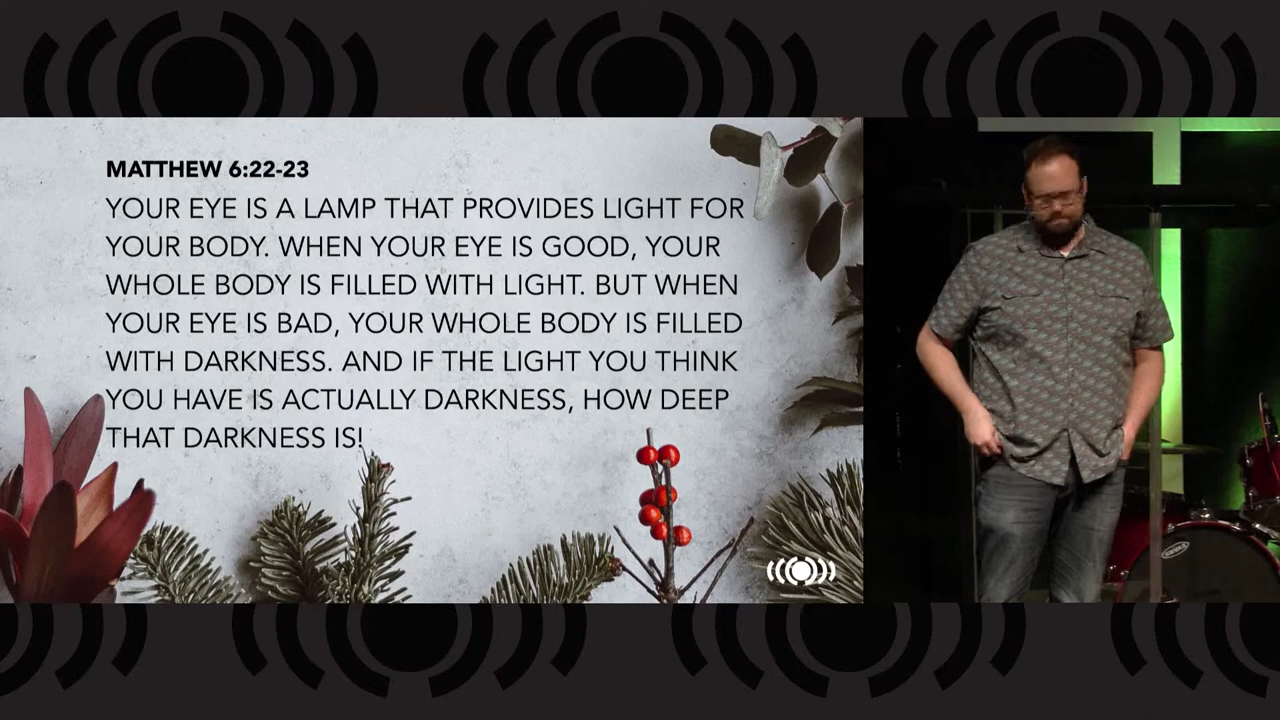 MATTHEW 6:22-23
YOUR EYE IS A LAMP THAT PROVIDES LIGHT FOR
YOUR BODY. WHEN YOUR EYE IS GOOD, YOUR
WHOLE BODY IS FILLED WITH LIGHT. BUT WHEN
YOUR EYE IS BAD, YOUR WHOLE BODY IS FILLED
WITH DARKNESS. AND IF THE LIGHT YOU THINK
YOU HAVE IS ACTUALLY DARKNESS, HOW DEEP
THAT DARKNESS IS!